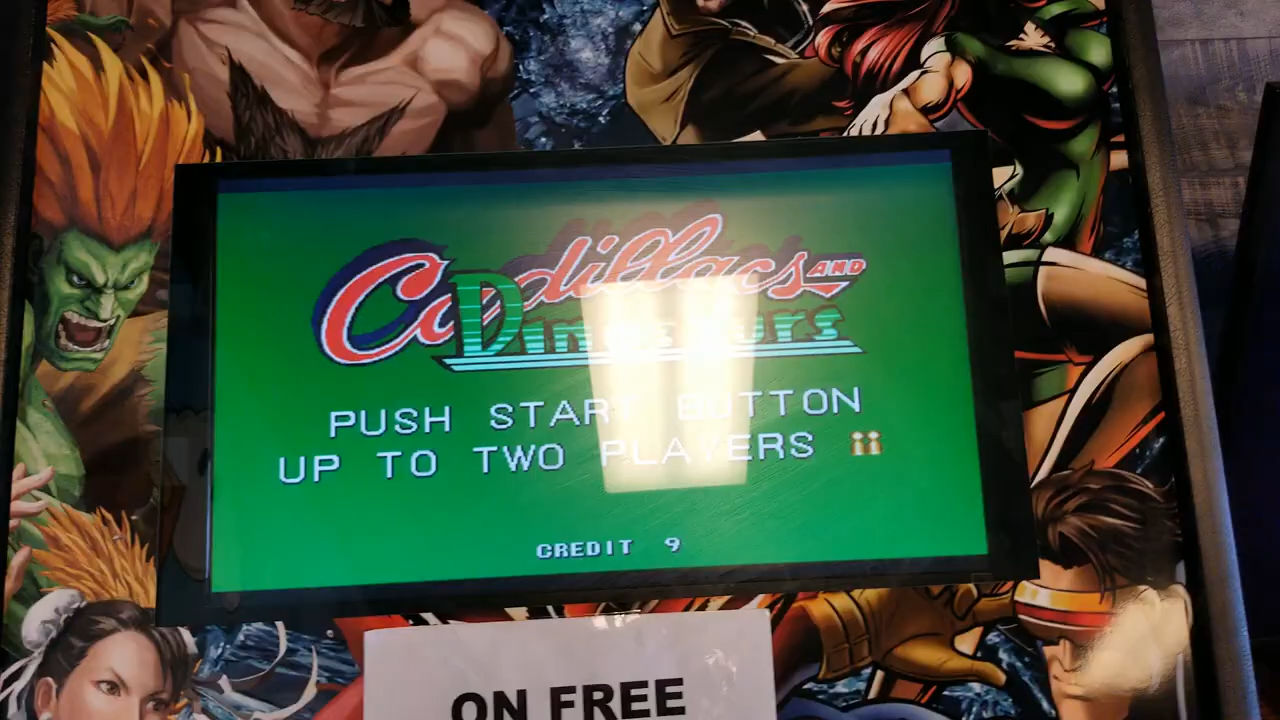 Cadillacs AND
Dinosaurs
PUSH START BUTTON
UP TO TWO PLAYERS
CREDIT 9
ON FREE